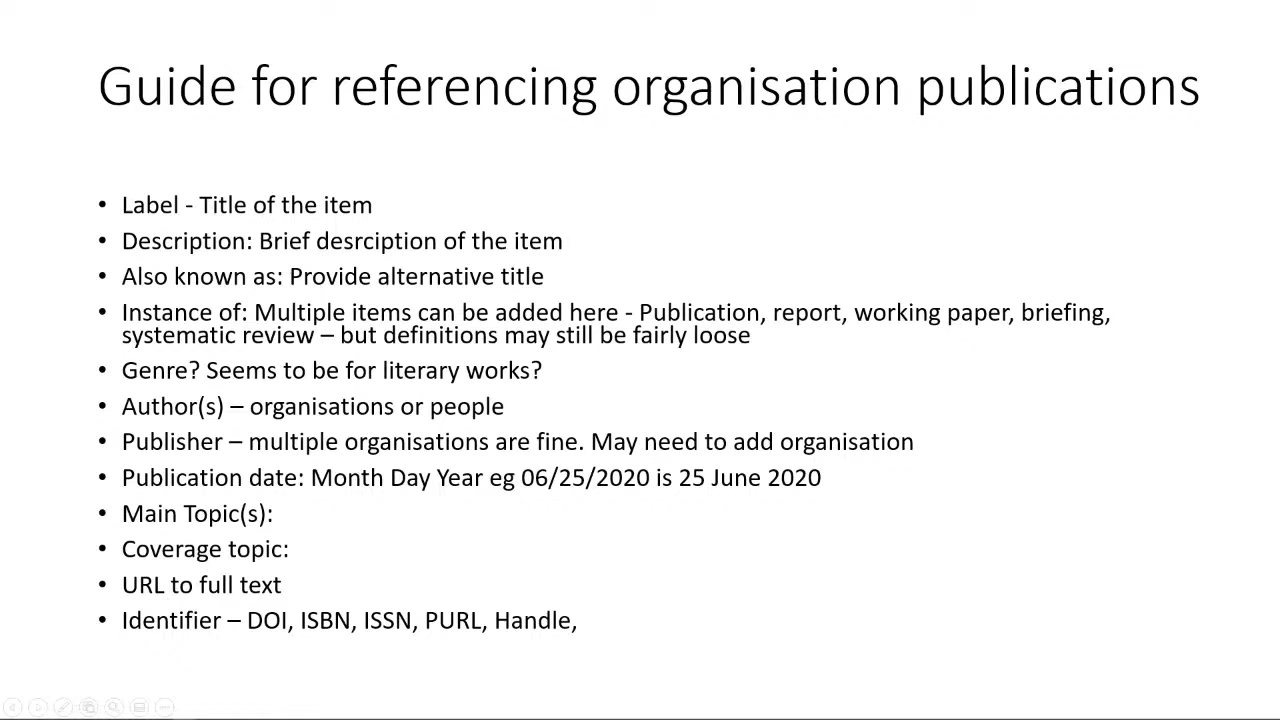 Guide for referencing organisation publications
• Label - Title of the item
• Description: Brief desrciption of the item
• Also known as: Provide alternative title
• Instance of: Multiple items can be added here - Publication, report, working paper, briefing,
systematic review – but definitions may still be fairly loose
• Genre? Seems to be for literary works?
• Author(s) – organisations or people
• Publisher – multiple organisations are fine. May need to add organisation
• Publication date: Month Day Year eg 06/25/2020 is 25 June 2020
• Main Topic(s):
• Coverage topic:
• URL to full text
• Identifier – DOI, ISBN, ISSN, PURL, Handle,